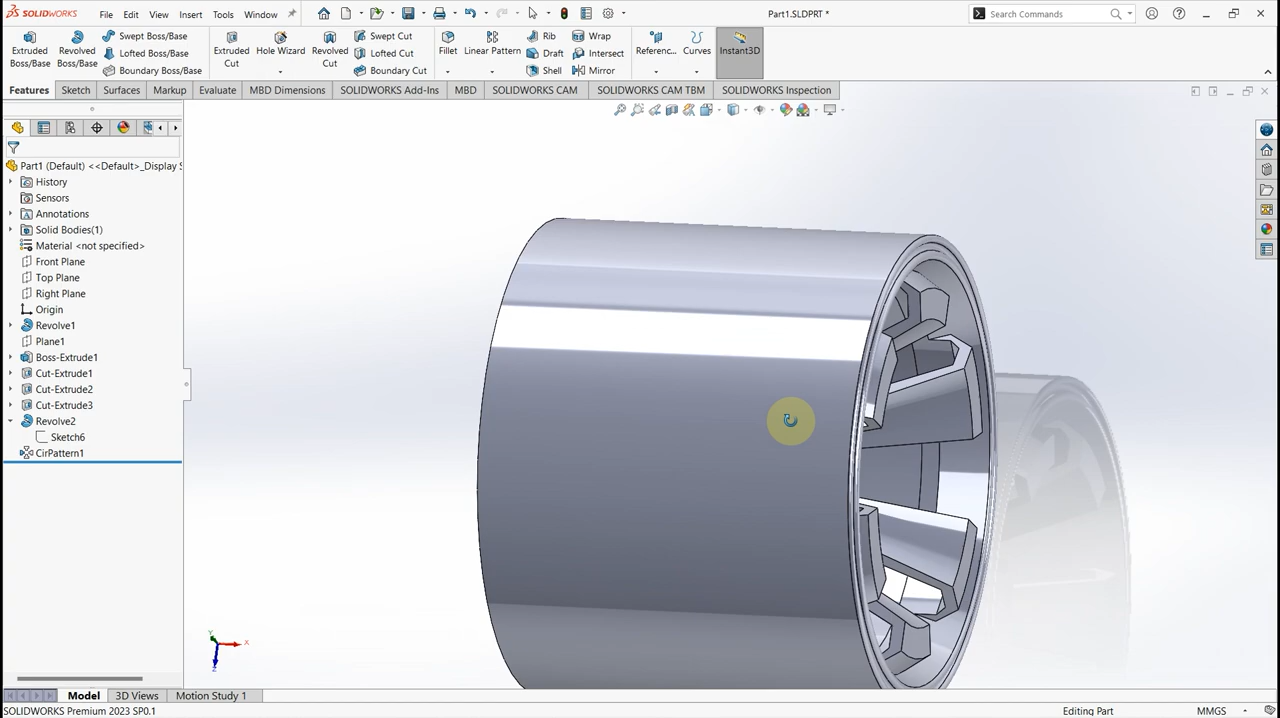 SOLIDWORKS
File
Edit
View
Insert
Tools
Window
Part1.SLDPRT *
Search Commands
Extruded Boss/Base
Revolved Boss/Base
Swept Boss/Base
Lofted Boss/Base
Boundary Boss/Base
Extruded Cut
Hole Wizard
Revolved Cut
Swept Cut
Lofted Cut
Boundary Cut
Fillet
Linear Pattern
Rib
Draft
Shell
Wrap
Intersect
Mirror
Referenc...
Curves
Instant3D
Features
Sketch
Surfaces
Markup
Evaluate
MBD Dimensions
SOLIDWORKS Add-Ins
MBD
SOLIDWORKS CAM
SOLIDWORKS CAM TBM
SOLIDWORKS Inspection
Part1 (Default) <<Default>_Display S
History
Sensors
Annotations
Solid Bodies(1)
Material <not specified>
Front Plane
Top Plane
Right Plane
Origin
Revolve1
Plane1
Boss-Extrude1
Cut-Extrude1
Cut-Extrude2
Cut-Extrude3
Revolve2
Sketch6
CirPattern1
Y
X
Z
Model
3D Views
Motion Study 1
SOLIDWORKS Premium 2023 SP0.1
Editing Part
MMGS